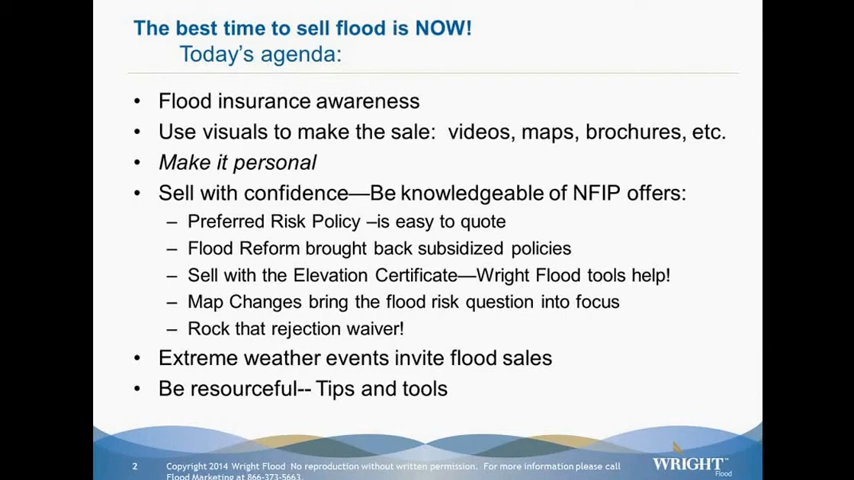 The best time to sell flood is NOW!
Today's agenda:
• Flood insurance awareness
• Use visuals to make the sale:  videos, maps, brochures, etc.
• Make it personal
• Sell with confidence—Be knowledgeable of NFIP offers:
– Preferred Risk Policy –is easy to quote
– Flood Reform brought back subsidized policies
– Sell with the Elevation Certificate—Wright Flood tools help!
– Map Changes bring the flood risk question into focus
– Rock that rejection waiver!
• Extreme weather events invite flood sales
• Be resourceful-- Tips and tools
2
Copyright 2014 Wright Flood  No reproduction without written permission.  For more information please call
Flood Marketing at 866-373-5663.
WRIGHT™
Flood